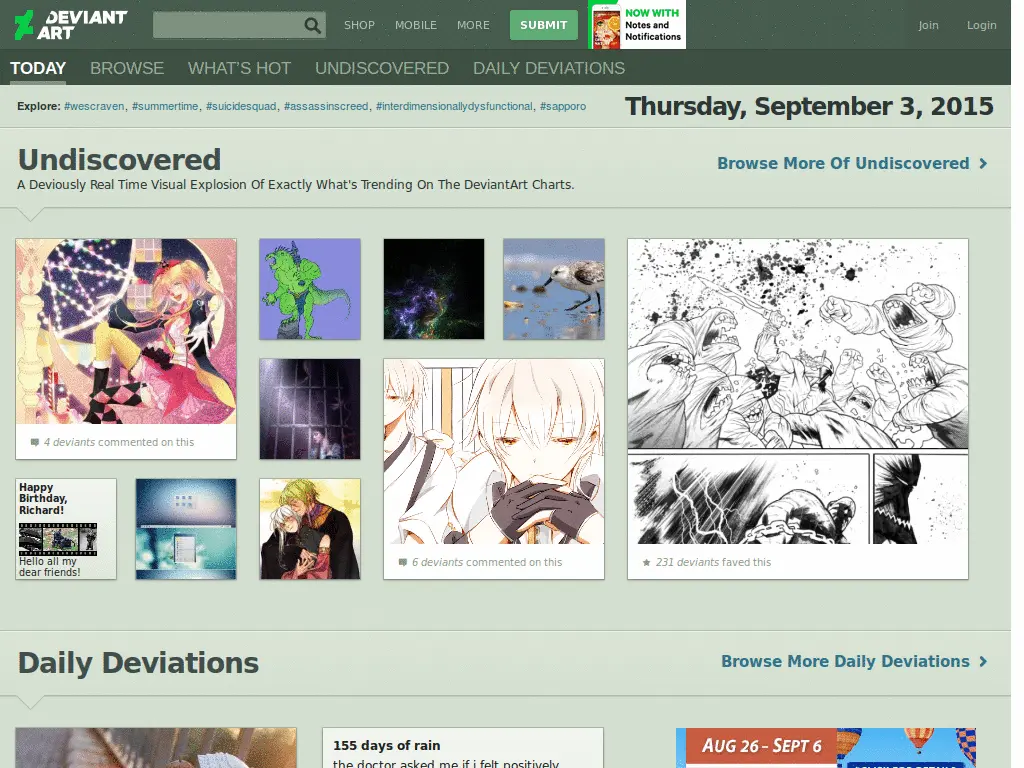 DEVIANT ART
SHOP MOBILE MORE SUBMIT
NOW WITH
Notes and
Notifications
Join Login
TODAY BROWSE WHAT'S HOT UNDISCOVERED DAILY DEVIATIONS
Explore: #wescraven, #summertime, #suicidesquad, #assassinscreed, #interdimensionallydysfunctional, #sapporo
Thursday, September 3, 2015
Undiscovered
Browse More Of Undiscovered
A Deviously Real Time Visual Explosion Of Exactly What's Trending On The DeviantArt Charts.
4 deviants commented on this
Happy
Birthday,
Richard!
Hello all my
dear friends!
6 deviants commented on this
231 deviants faved this
Daily Deviations
Browse More Daily Deviations
155 days of rain
the doctor asked me if i felt positively
AUG 26 - SEPT 6